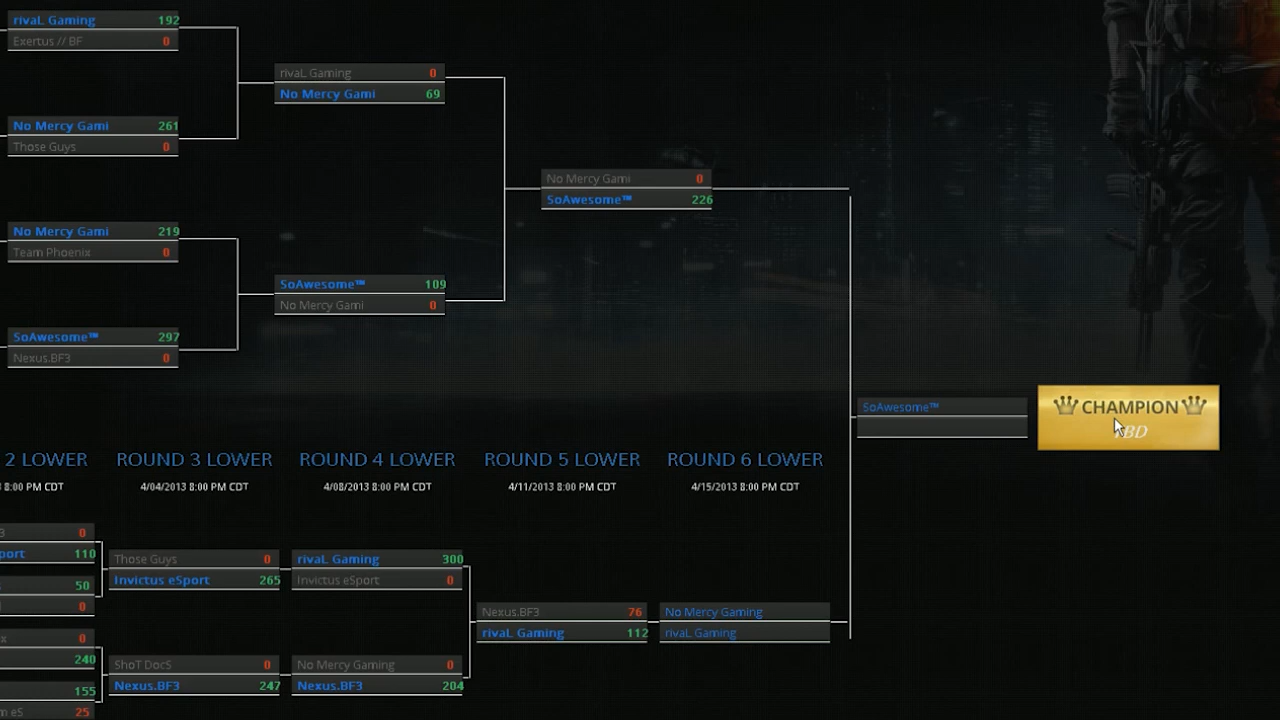 rivaL Gaming 192
Exertus // BF 0
rivaL Gaming 0
No Mercy Gami 69
No Mercy Gami 261
Those Guys 0
No Mercy Gami 0
SoAwesome™ 226
No Mercy Gami 219
Team Phoenix 0
SoAwesome™ 109
No Mercy Gami 0
SoAwesome™ 297
Nexus.BF3 0
SoAwesome™
CHAMPION
TBD
2 LOWER ROUND 3 LOWER ROUND 4 LOWER ROUND 5 LOWER ROUND 6 LOWER
8:00 PM CDT 4/04/2013 8:00 PM CDT 4/08/2013 8:00 PM CDT 4/11/2013 8:00 PM CDT 4/15/2013 8:00 PM CDT
3 0
port 110
50
0
Those Guys 0
Invictus eSport 265
rivaL Gaming 300
Invictus eSport 0
Nexus.BF3 76
rivaL Gaming 112
No Mercy Gaming
rivaL Gaming
x 0
240
155
m eS 25
ShoT DocS 0
Nexus.BF3 247
No Mercy Gaming 0
Nexus.BF3 204